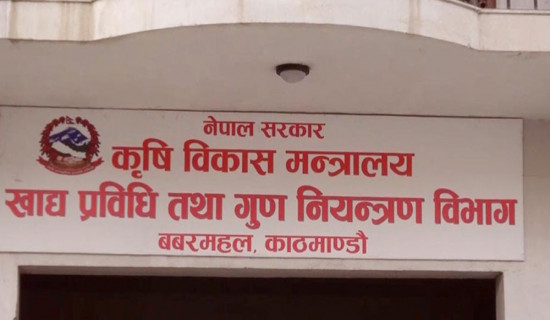 नेपाल सरकार
कृषि विकास मन्त्रालय
खाद्य प्रविधि तथा गुण नियन्त्रण विभाग
बबरमहल, काठमाण्डौ